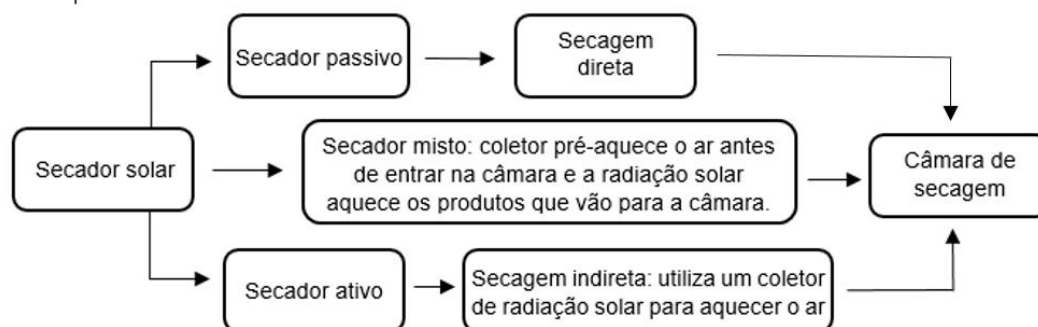 Secador passivo
Secagem
direta
Secador solar
Secador misto: coletor pré-aquece o ar antes
de entrar na câmara e a radiação solar
aquece os produtos que vão para a câmara.
Câmara de
secagem
Secador ativo
Secagem indireta: utiliza um coletor
de radiação solar para aquecer o ar